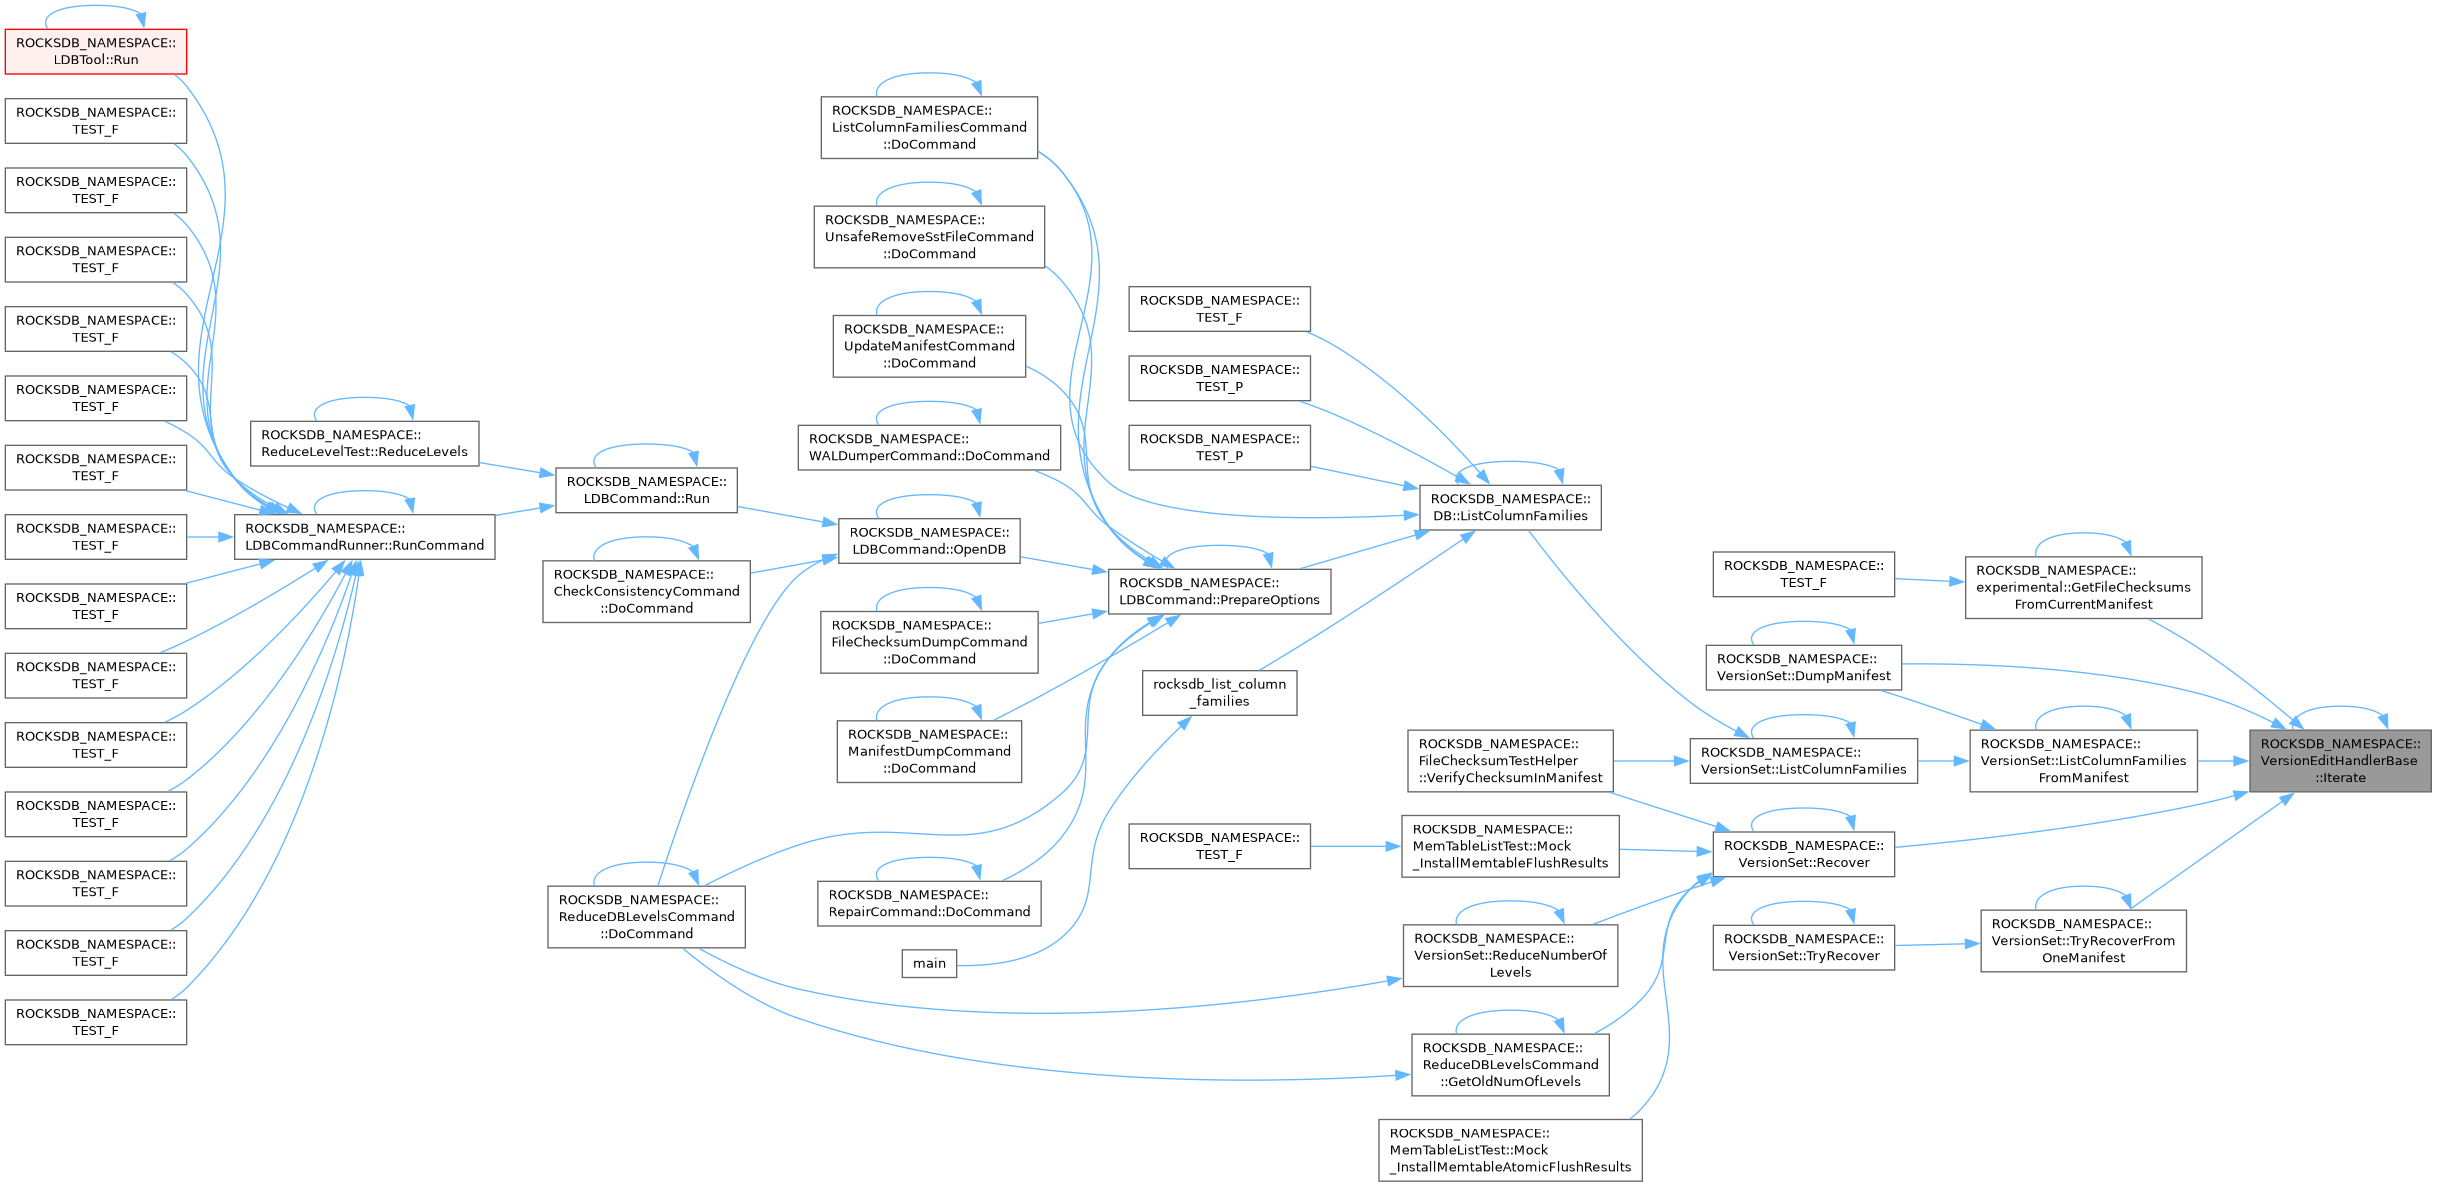 ROCKSDB_NAMESPACE::
LDBTool::Run
ROCKSDB_NAMESPACE::
TEST_F
ROCKSDB_NAMESPACE::
TEST_F
ROCKSDB_NAMESPACE::
TEST_F
ROCKSDB_NAMESPACE::
TEST_F
ROCKSDB_NAMESPACE::
TEST_F
ROCKSDB_NAMESPACE::
TEST_F
ROCKSDB_NAMESPACE::
TEST_F
ROCKSDB_NAMESPACE::
TEST_F
ROCKSDB_NAMESPACE::
TEST_F
ROCKSDB_NAMESPACE::
TEST_F
ROCKSDB_NAMESPACE::
TEST_F
ROCKSDB_NAMESPACE::
TEST_F
ROCKSDB_NAMESPACE::
TEST_F
ROCKSDB_NAMESPACE::
TEST_F
ROCKSDB_NAMESPACE::
ReduceLevelTest::ReduceLevels
ROCKSDB_NAMESPACE::
LDBCommandRunner::RunCommand
ROCKSDB_NAMESPACE::
LDBCommand::Run
ROCKSDB_NAMESPACE::
CheckConsistencyCommand
::DoCommand
ROCKSDB_NAMESPACE::
ReduceDBLevelsCommand
::DoCommand
ROCKSDB_NAMESPACE::
ListColumnFamiliesCommand
::DoCommand
ROCKSDB_NAMESPACE::
UnsafeRemoveSstFileCommand
::DoCommand
ROCKSDB_NAMESPACE::
UpdateManifestCommand
::DoCommand
ROCKSDB_NAMESPACE::
WALDumperCommand::DoCommand
ROCKSDB_NAMESPACE::
LDBCommand::OpenDB
ROCKSDB_NAMESPACE::
FileChecksumDumpCommand
::DoCommand
ROCKSDB_NAMESPACE::
ManifestDumpCommand
::DoCommand
ROCKSDB_NAMESPACE::
RepairCommand::DoCommand
main
ROCKSDB_NAMESPACE::
TEST_F
ROCKSDB_NAMESPACE::
TEST_P
ROCKSDB_NAMESPACE::
TEST_P
ROCKSDB_NAMESPACE::
LDBCommand::PrepareOptions
rocksdb_list_column
_families
ROCKSDB_NAMESPACE::
TEST_F
ROCKSDB_NAMESPACE::
DB::ListColumnFamilies
ROCKSDB_NAMESPACE::
FileChecksumTestHelper
::VerifyChecksumInManifest
ROCKSDB_NAMESPACE::
MemTableListTest::Mock
_InstallMemtableFlushResults
ROCKSDB_NAMESPACE::
VersionSet::ReduceNumberOf
Levels
ROCKSDB_NAMESPACE::
ReduceDBLevelsCommand
::GetOldNumOfLevels
ROCKSDB_NAMESPACE::
MemTableListTest::Mock
_InstallMemtableAtomicFlushResults
ROCKSDB_NAMESPACE::
TEST_F
ROCKSDB_NAMESPACE::
VersionSet::DumpManifest
ROCKSDB_NAMESPACE::
VersionSet::ListColumnFamilies
ROCKSDB_NAMESPACE::
VersionSet::Recover
ROCKSDB_NAMESPACE::
VersionSet::TryRecover
ROCKSDB_NAMESPACE::
experimental::GetFileChecksums
FromCurrentManifest
ROCKSDB_NAMESPACE::
VersionSet::ListColumnFamilies
FromManifest
ROCKSDB_NAMESPACE::
VersionSet::TryRecoverFrom
OneManifest
ROCKSDB_NAMESPACE::
VersionEditHandlerBase
::Iterate